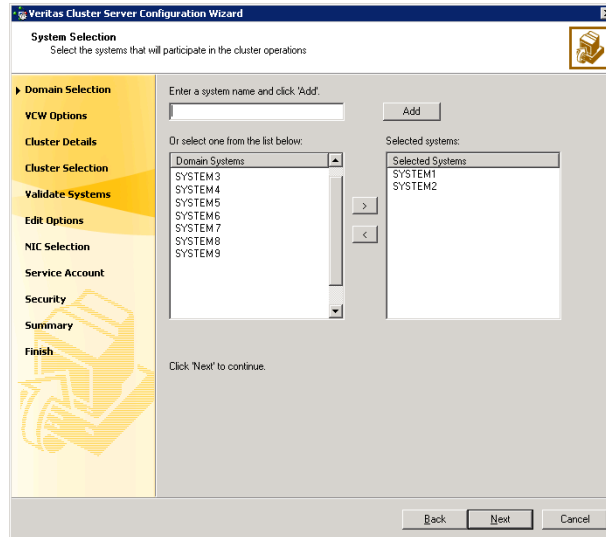 Veritas Cluster Server Configuration Wizard
System Selection
Select the systems that will participate in the cluster operations
Domain Selection
VCW Options
Cluster Details
Cluster Selection
Validate Systems
Edit Options
NIC Selection
Service Account
Security
Summary
Finish
Enter a system name and click 'Add'.
Add
Or select one from the list below:
Domain Systems
SYSTEM3
SYSTEM4
SYSTEM5
SYSTEM6
SYSTEM7
SYSTEM8
SYSTEM9
>
<
Selected systems:
Selected Systems
SYSTEM1
SYSTEM2
Click 'Next' to continue.
Back
Next
Cancel